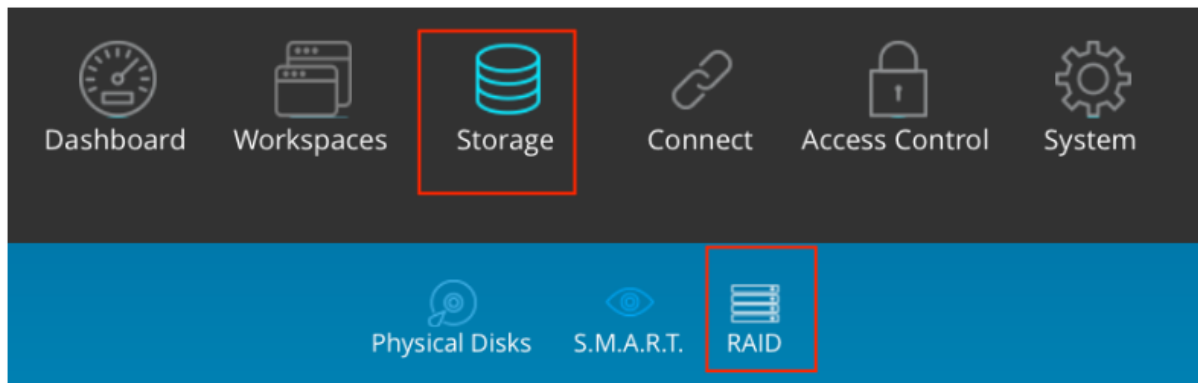 Dashboard Workspaces Storage Connect Access Control System
Physical Disks S.M.A.R.T. RAID